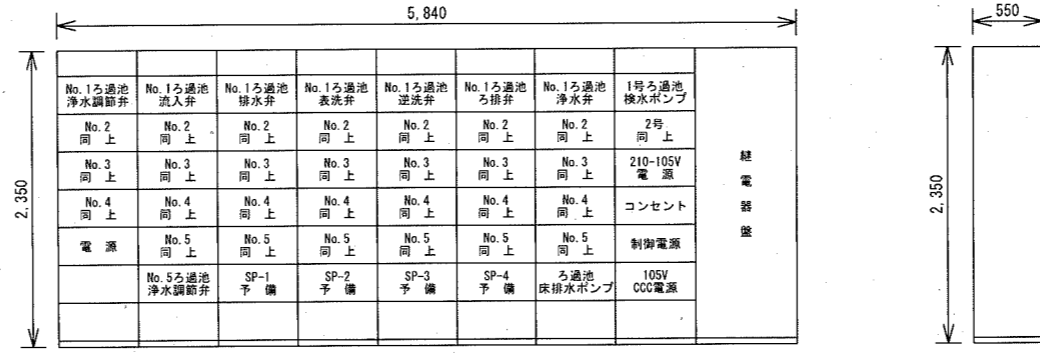 5,840
550
No.1ろ過池 No.1ろ過池 No.1ろ過池 No.1ろ過池 No.1ろ過池 No.1ろ過池 No.1ろ過池 1号ろ過池
浄水調節弁 流入弁 排水弁 表洗弁 逆洗弁 ろ排弁 浄水弁 検水ポンプ
No.2 No.2 No.2 No.2 No.2 No.2 No.2 2号
同 上 同 上 同 上 同 上 同 上 同 上 同 上 同 上
No.3 No.3 No.3 No.3 No.3 No.3 No.3 210-105V
同 上 同 上 同 上 同 上 同 上 同 上 同 上 電 源
No.4 No.4 No.4 No.4 No.4 No.4 No.4 コンセント
同 上 同 上 同 上 同 上 同 上 同 上 同 上
電 源 No.5 No.5 No.5 No.5 No.5 No.5 制御電源
同 上 同 上 同 上 同 上 同 上 同 上
No.5ろ過池 SP-1 SP-2 SP-3 SP-4 ろ過池 105V
浄水調節弁 予 備 予 備 予 備 予 備 床排水ポンプ CCC電源
継電器盤
2,350
2,350